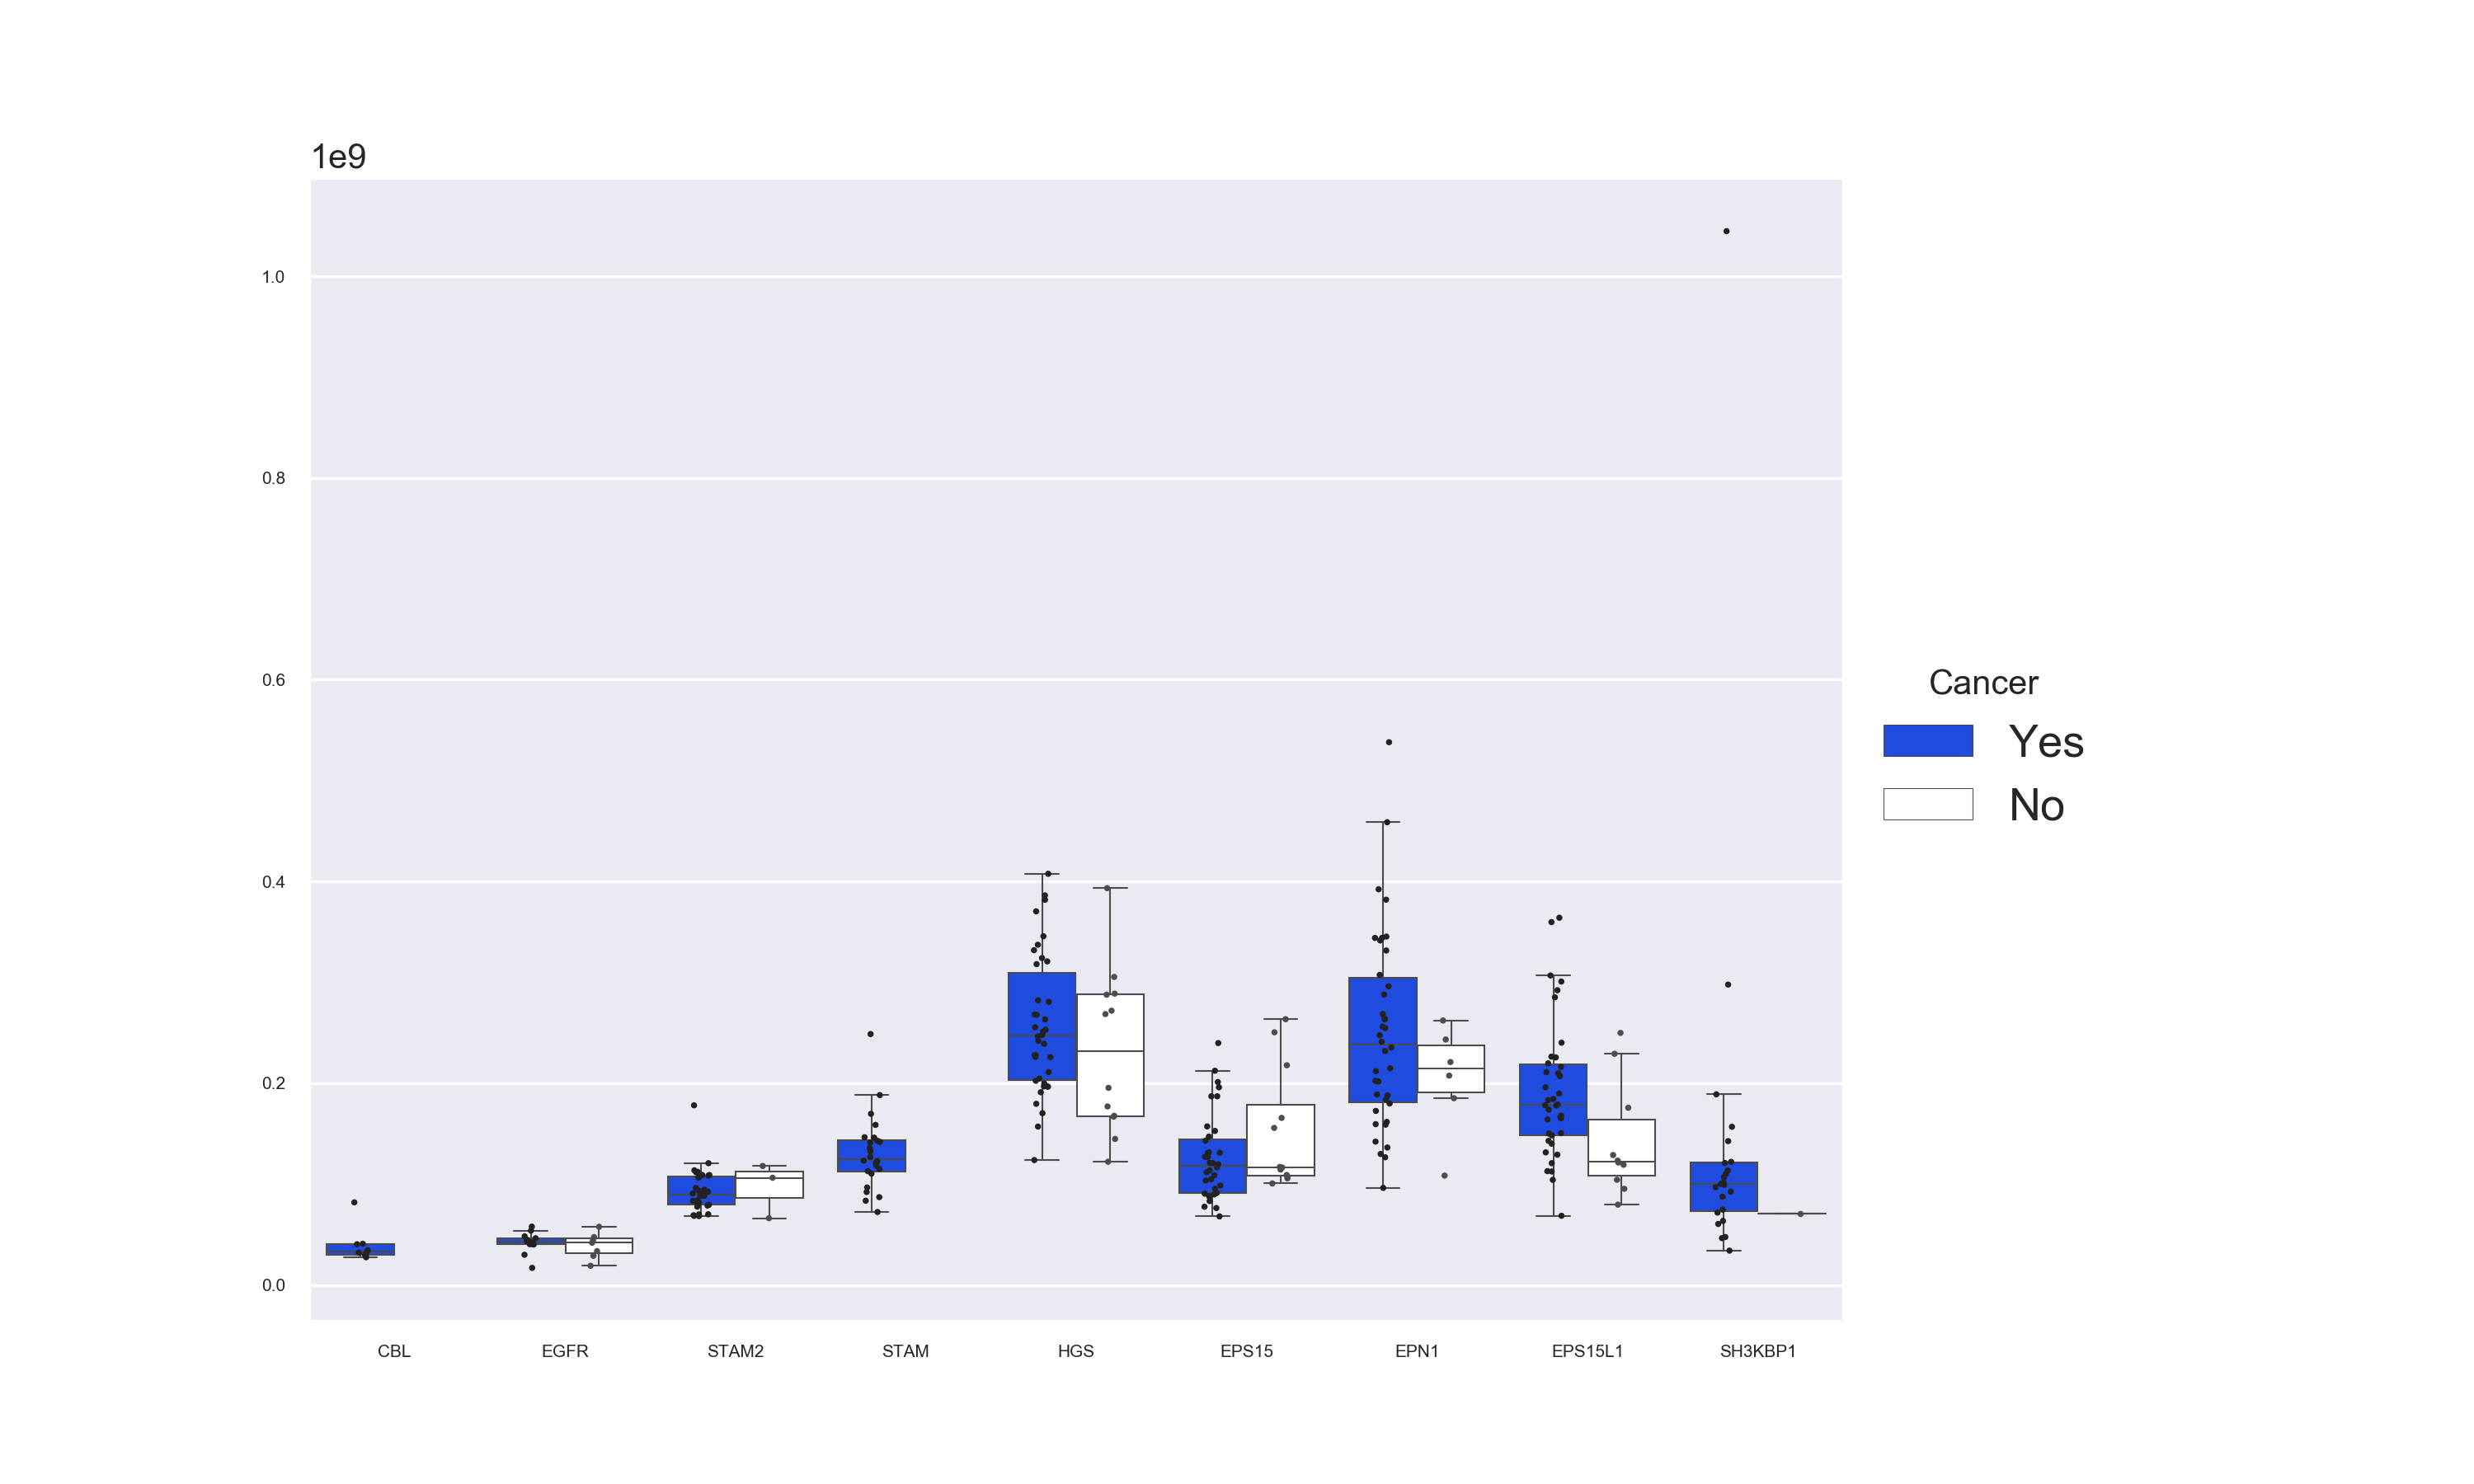 1e9
1.0
0.8
0.6
0.4
0.2
0.0
CBL EGFR STAM2 STAM HGS EPS15 EPN1 EPS15L1 SH3KBP1
Cancer
Yes
No